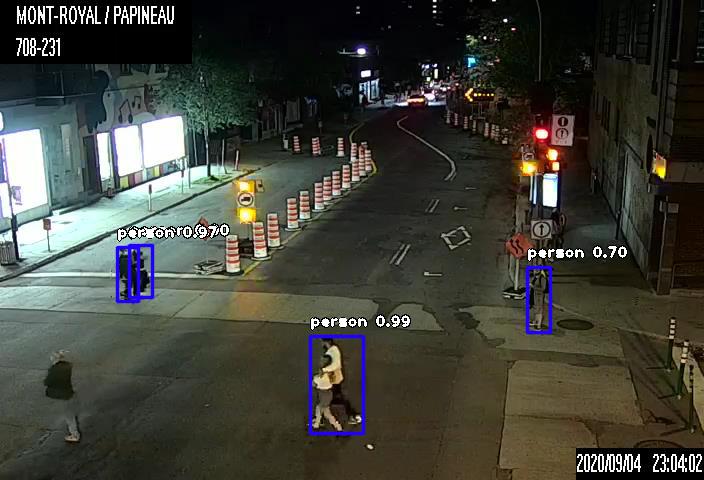 MONT-ROYAL / PAPINEAU
708-231
person 0.97
person 0.70
person 0.99
2020/09/04 23:04:02